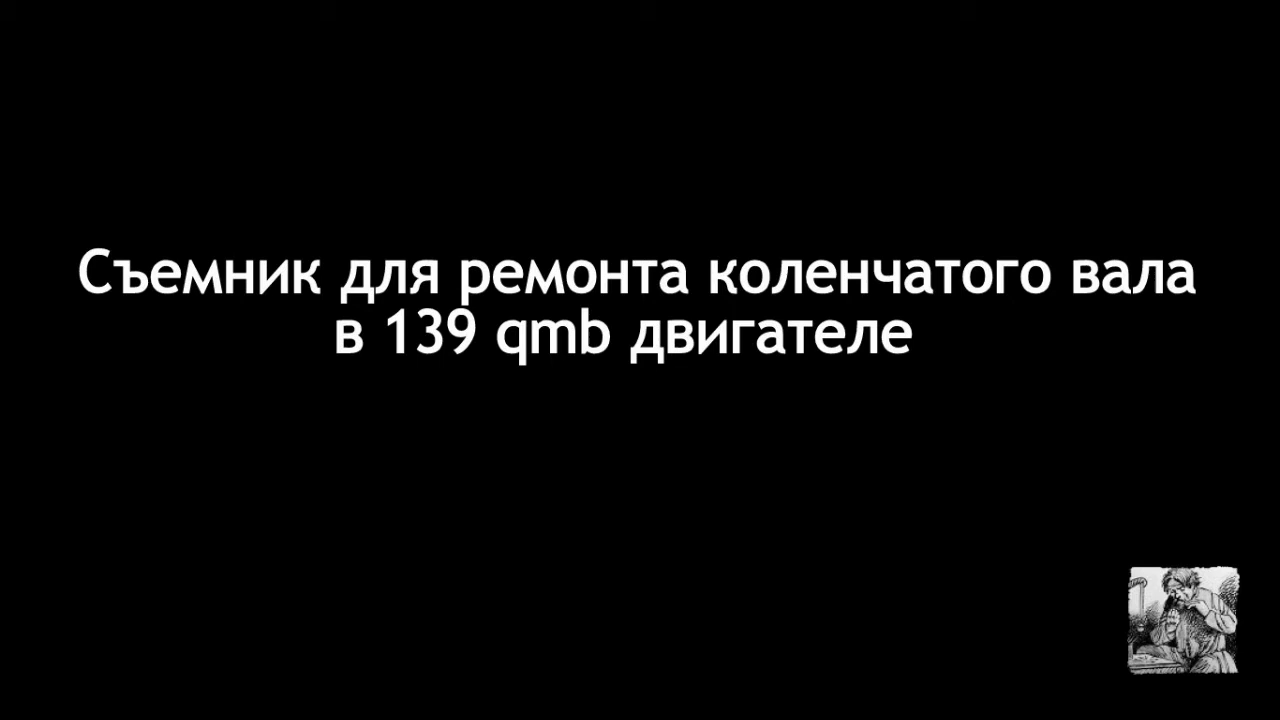 Съемник для ремонта коленчатого вала
в 139 qmb двигателе